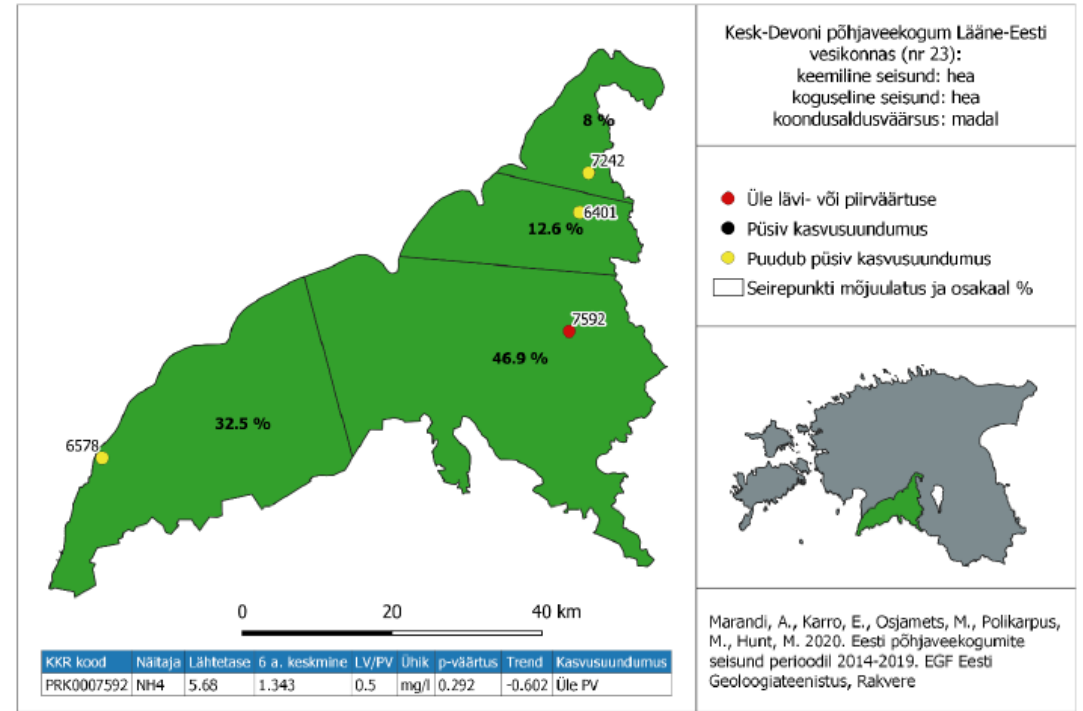 8 %
7242
6401
12.6 %
7592
46.9 %
32.5 %
6578
0 20 40 km
KKR kood Näitaja Lähtetase 6 a. keskmine LV/PV Ühik p-väärtus Trend Kasvusuundumus
PRK0007592 NH4 5.68 1.343 0.5 mg/l 0.292 -0.602 Üle PV
Kesk-Devoni põhjaveekogum Lääne-Eesti
vesikonnas (nr 23):
keemiline seisund: hea
koguseline seisund: hea
koondusaldusväärsus: madal
Üle lävi- või piirväärtuse
Püsiv kasvusuundumus
Puudub püsiv kasvusuundumus
Seirepunkti mõjuulatus ja osakaal %
Marandi, A., Karro, E., Osjamets, M., Polikarpus,
M., Hunt, M. 2020. Eesti põhjaveekogumite
seisund perioodil 2014-2019. EGF Eesti
Geoloogiateenistus, Rakvere